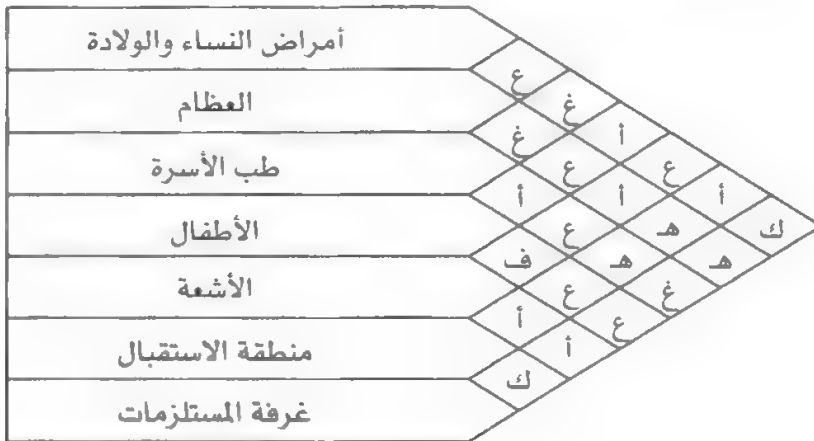 أمراض النساء والولادة
ع
غ
العظام
أ غ
ع ع
طب الأسرة
أ أ أ
ك هـ ع
الأطفال
هـ هـ ف
غ ع
الأشعة
ع أ
أ
منطقة الاستقبال
ك
غرفة المستلزمات